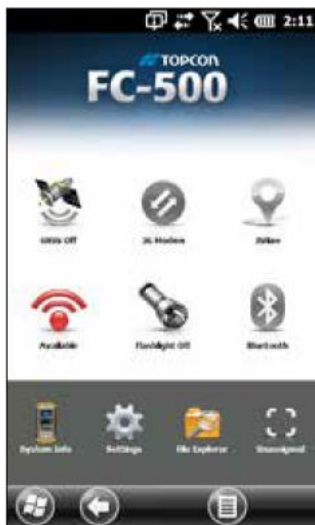 2:11
TOPCON
FC-500
GNSS Off
3G Modem
Available
Flashlight Off
Bluetooth
System Info
Settings
File Explorer
Unassigned